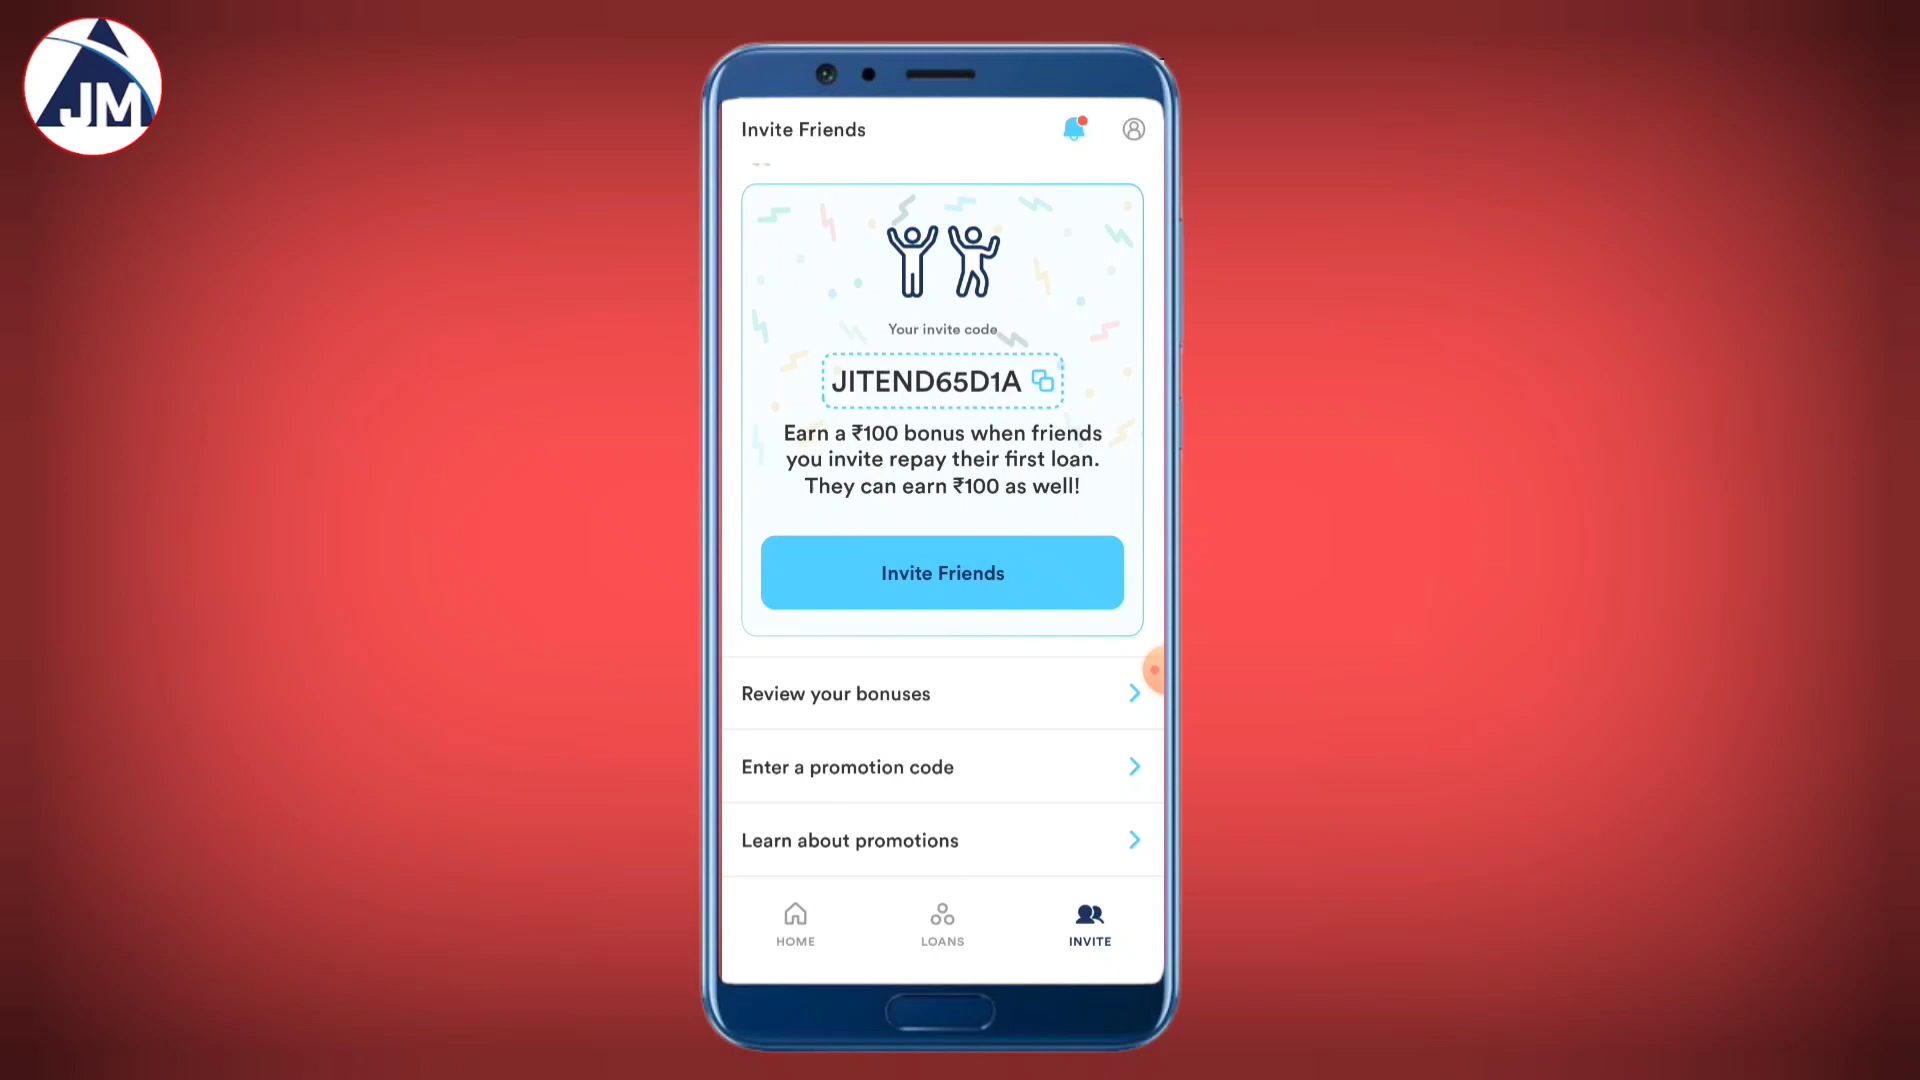 JM
Invite Friends
Your invite code
JITEND65D1A
Earn a ₹100 bonus when friends
you invite repay their first loan.
They can earn ₹100 as well!
Invite Friends
Review your bonuses
Enter a promotion code
Learn about promotions
HOME
LOANS
INVITE